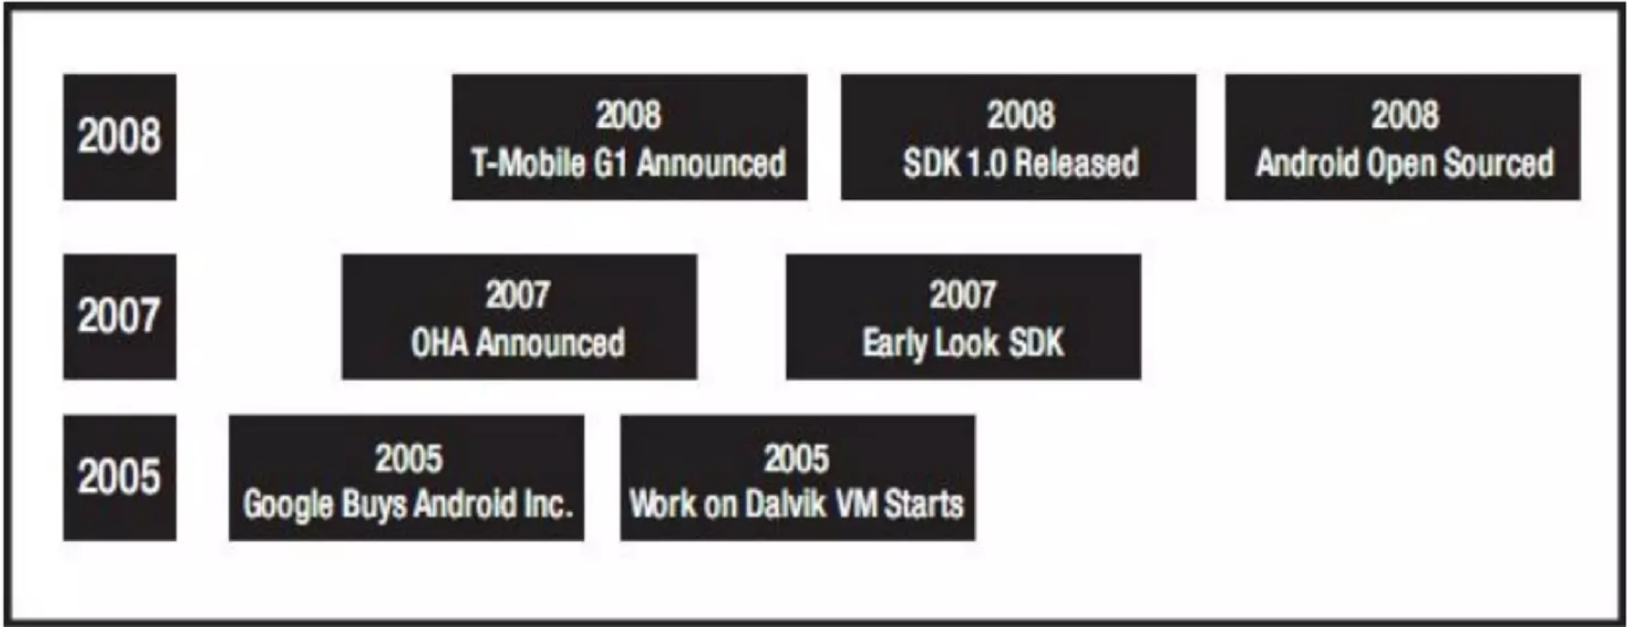 2008
2008
T-Mobile G1 Announced
2008
SDK 1.0 Released
2008
Android Open Sourced
2007
2007
OHA Announced
2007
Early Look SDK
2005
2005
Google Buys Android Inc.
2005
Work on Dalvik VM Starts